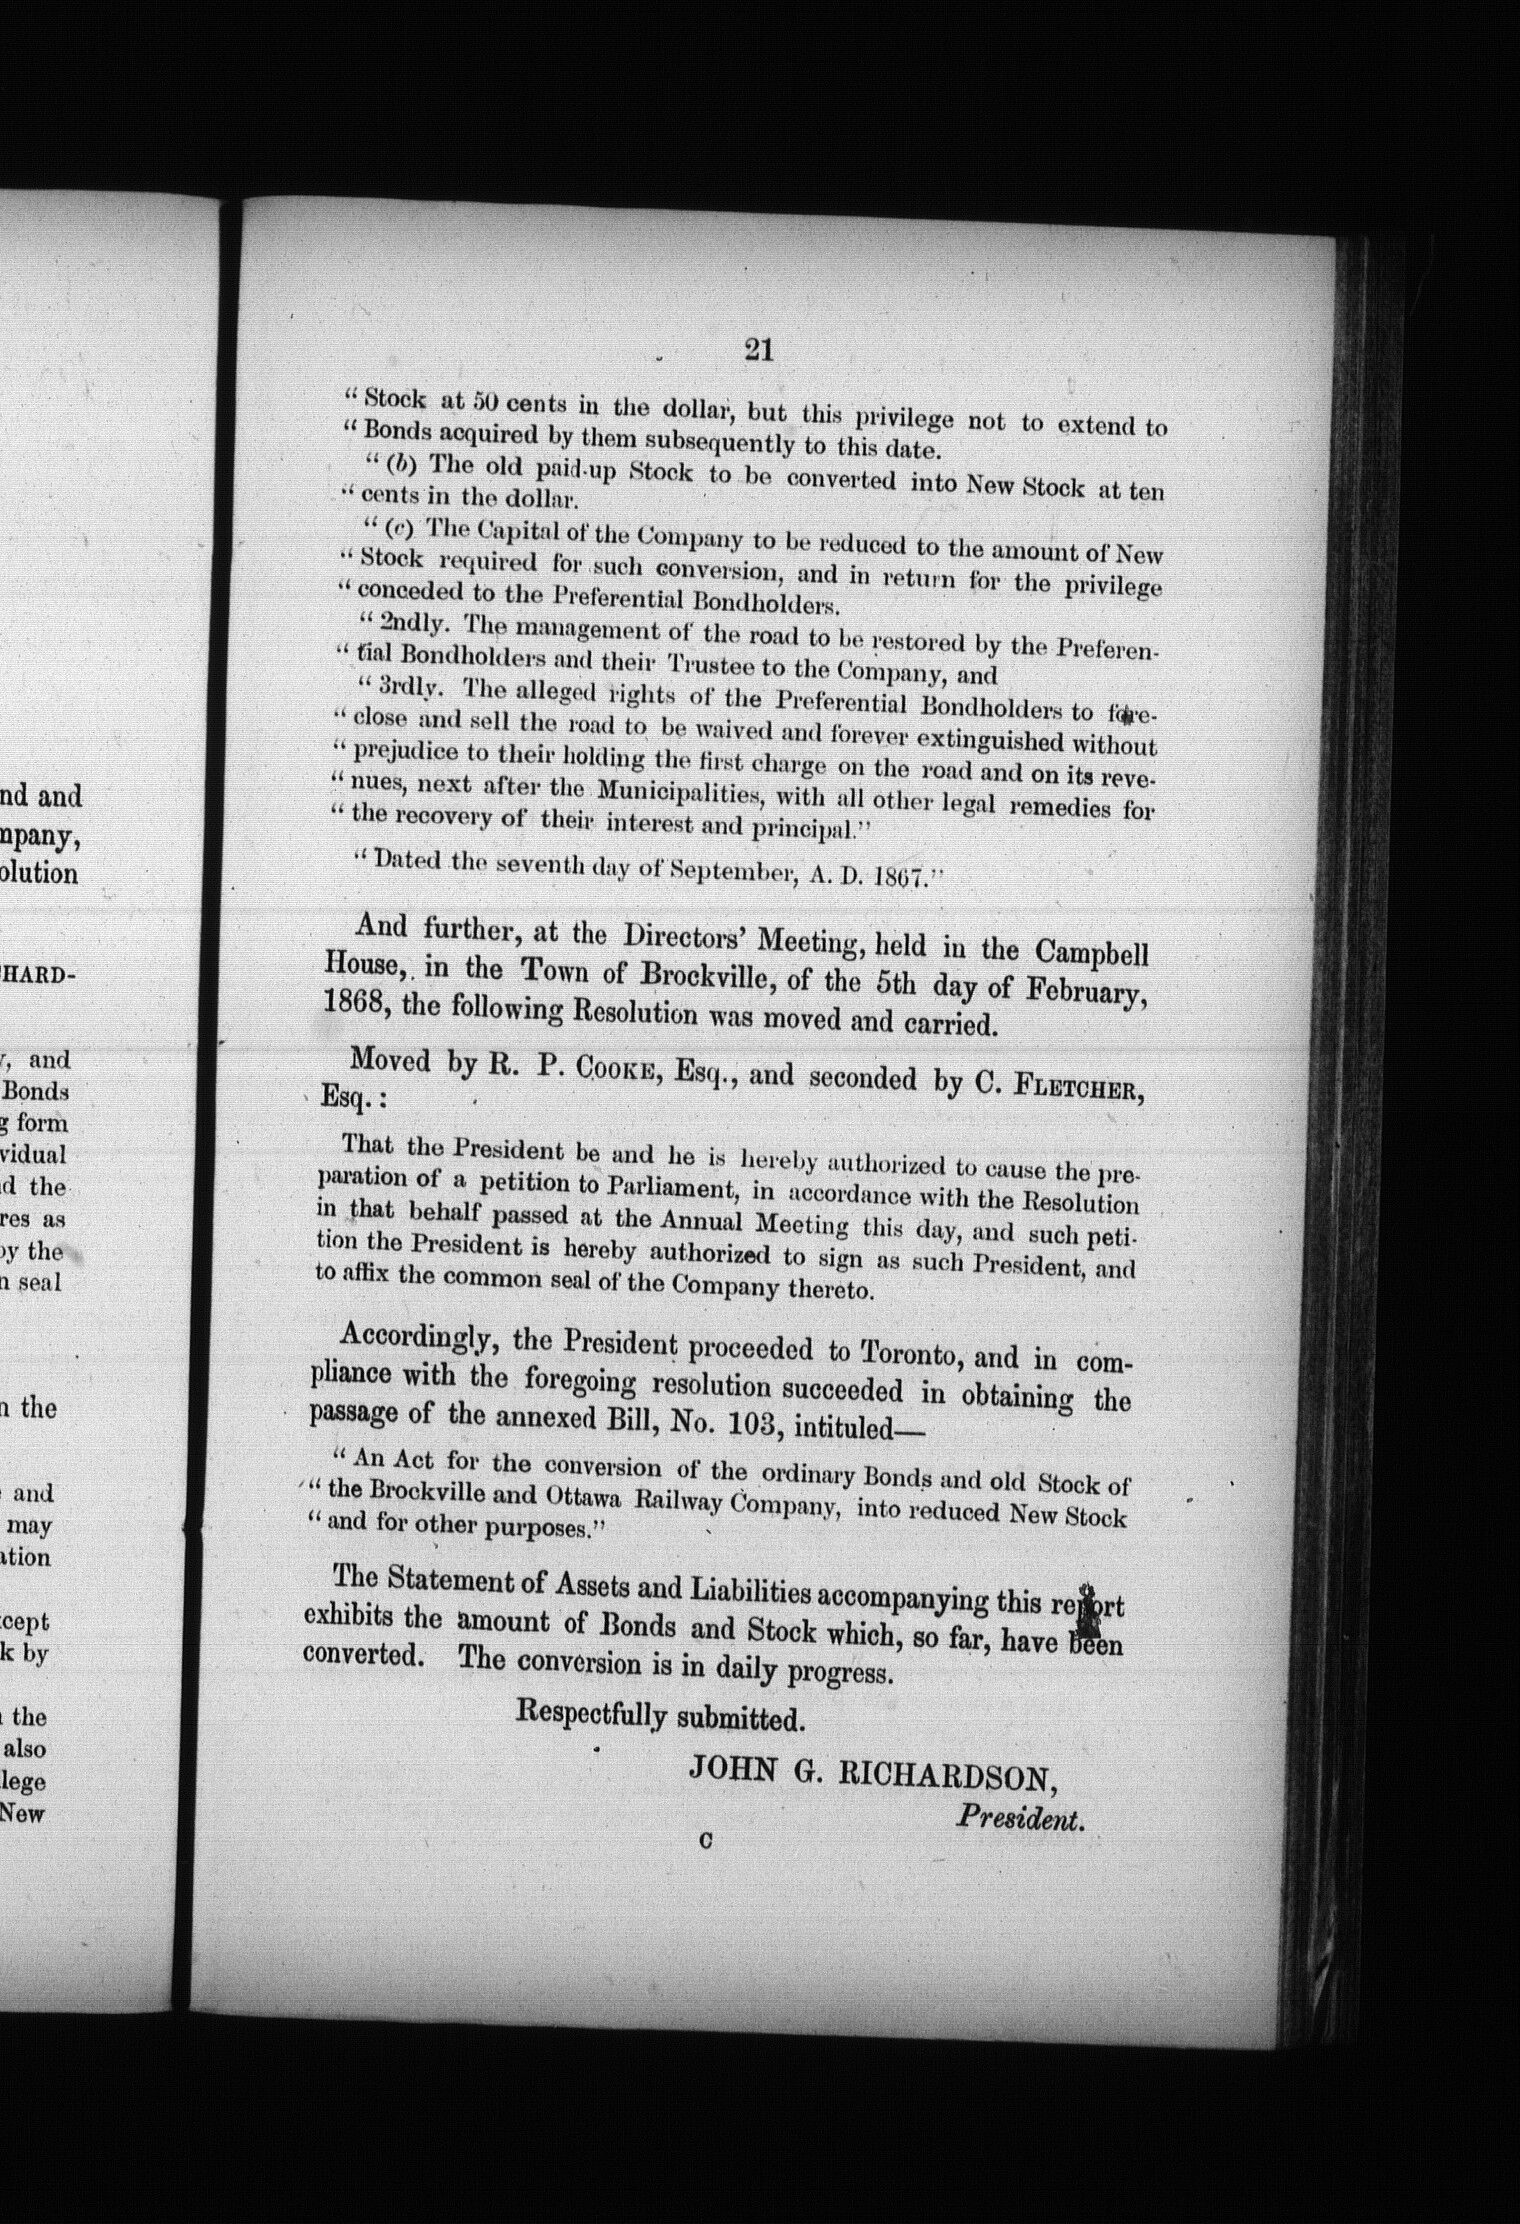 nd and
mpany,
olution
HARD-
, and
Bonds
g form
vidual
d the
res as
by the
n seal
n the
and
may
ation
cept
k by
the
also
lege
New
21
“ Stock at 50 cents in the dollar, but this privilege not to extend to
“ Bonds acquired by them subsequently to this date.
“ (b) The old paid-up Stock to be converted into New Stock at ten
“ cents in the dollar.
“ (c) The Capital of the Company to be reduced to the amount of New
“ Stock required for such conversion, and in return for the privilege
“ conceded to the Preferential Bondholders.
“ 2ndly. The management of the road to be restored by the Preferen-
“ tial Bondholders and their Trustee to the Company, and
“ 3rdly. The alleged rights of the Preferential Bondholders to fore-
“ close and sell the road to be waived and forever extinguished without
“ prejudice to their holding the first charge on the road and on its reve-
“ nues, next after the Municipalities, with all other legal remedies for
“ the recovery of their interest and principal.”
“ Dated the seventh day of September, A. D. 1867.”
And further, at the Directors’ Meeting, held in the Campbell
House, in the Town of Brockville, of the 5th day of February,
1868, the following Resolution was moved and carried.
Moved by R. P. COOKE, Esq., and seconded by C. FLETCHER,
Esq. :
That the President be and he is hereby authorized to cause the pre-
paration of a petition to Parliament, in accordance with the Resolution
in that behalf passed at the Annual Meeting this day, and such peti-
tion the President is hereby authorized to sign as such President, and
to affix the common seal of the Company thereto.
Accordingly, the President proceeded to Toronto, and in com-
pliance with the foregoing resolution succeeded in obtaining the
passage of the annexed Bill, No. 103, intituled—
“ An Act for the conversion of the ordinary Bonds and old Stock of
“ the Brockville and Ottawa Railway Company, into reduced New Stock
“ and for other purposes.”
The Statement of Assets and Liabilities accompanying this report
exhibits the amount of Bonds and Stock which, so far, have been
converted. The conversion is in daily progress.
Respectfully submitted.
JOHN G. RICHARDSON,
President.
C